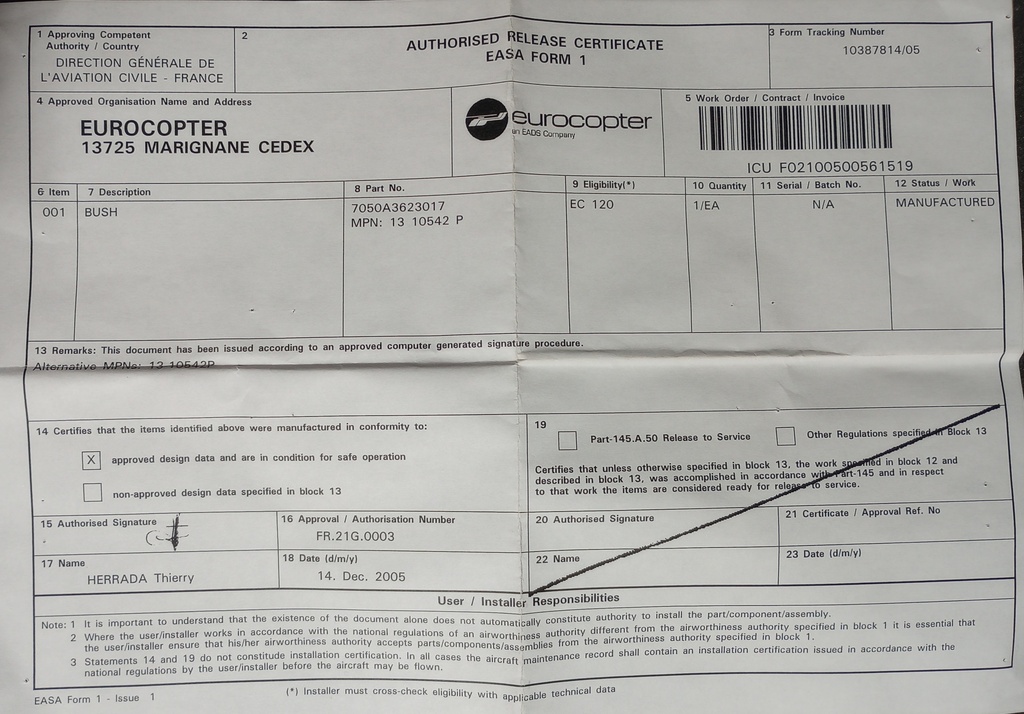 1 Approving Competent
Authority / Country
DIRECTION GÉNÉRALE DE
L'AVIATION CIVILE - FRANCE
2
AUTHORISED RELEASE CERTIFICATE
EASA FORM 1
3 Form Tracking Number
10387814/05
4 Approved Organisation Name and Address
EUROCOPTER
13725 MARIGNANE CEDEX
eurocopter
an EADS Company
5 Work Order / Contract / Invoice
ICU F02100500561519
6 Item 7 Description 8 Part No. 9 Eligibility(*) 10 Quantity 11 Serial / Batch No. 12 Status / Work
001 BUSH 7050A3623017 EC 120 1/EA N/A MANUFACTURED
MPN: 13 10542 P
13 Remarks: This document has been issued according to an approved computer generated signature procedure.
Alternative MPNs: 13 10542P
14 Certifies that the items identified above were manufactured in conformity to:
X approved design data and are in condition for safe operation
non-approved design data specified in block 13
19
Part-145.A.50 Release to Service Other Regulations specified in Block 13
Certifies that unless otherwise specified in block 13, the work specified in block 12 and
described in block 13, was accomplished in accordance with Part-145 and in respect
to that work the items are considered ready for release to service.
15 Authorised Signature
16 Approval / Authorisation Number
FR.21G.0003
20 Authorised Signature
21 Certificate / Approval Ref. No
17 Name
HERRADA Thierry
18 Date (d/m/y)
14. Dec. 2005
22 Name
23 Date (d/m/y)
User / Installer Responsibilities
Note: 1 It is important to understand that the existence of the document alone does not automatically constitute authority to install the part/component/assembly.
2 Where the user/installer works in accordance with the national regulations of an airworthiness authority different from the airworthiness authority specified in block 1 it is essential that
the user/installer ensure that his/her airworthiness authority accepts parts/components/assemblies from the airworthiness authority specified in block 1.
3 Statements 14 and 19 do not constitute installation certification. In all cases the aircraft maintenance record shall contain an installation certification issued in accordance with the
national regulations by the user/installer before the aircraft may be flown.
EASA Form 1 - Issue 1
(*) Installer must cross-check eligibility with applicable technical data